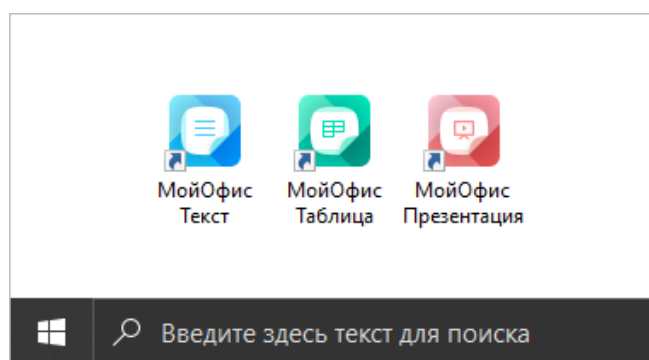 МойОфис МойОфис МойОфис
Текст Таблица Презентация
Введите здесь текст для поиска